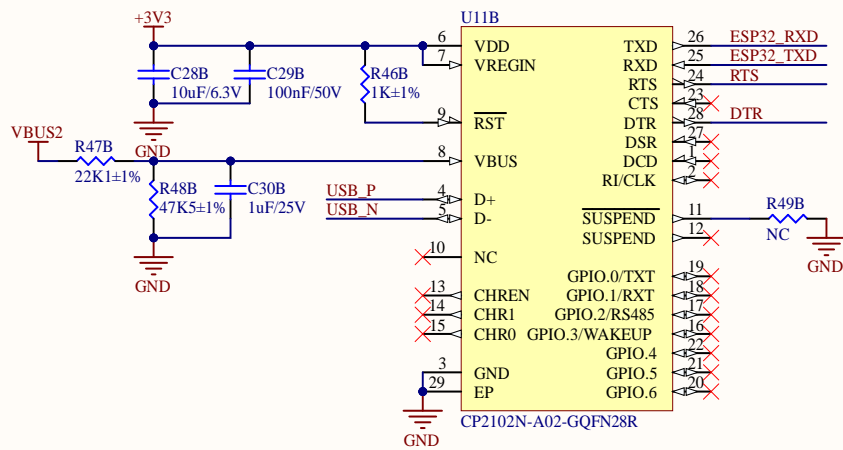 U11B
+3V3
6 VDD TXD 26 ESP32_RXD
7 VREGIN RXD 25 ESP32_TXD
C28B C29B R46B RTS 24 RTS
10uF/6.3V 100nF/50V 1K±1% CTS 23
9 RST DTR 28 DTR
GND
DSR 27
VBUS2
8 VBUS DCD 1
R47B
22K1±1%
RI/CLK 2
R48B C30B
47K5±1% 1uF/25V
USB_P 4 D+
USB_N 5 D-
SUSPEND 11 R49B
SUSPEND 12 NC
10 NC
GND
GND
GPIO.0/TXT 19
13 CHREN GPIO.1/RXT 18
14 CHR1 GPIO.2/RS485 17
15 CHR0 GPIO.3/WAKEUP 16
GPIO.4 22
3 GND GPIO.5 21
29 EP GPIO.6 20
CP2102N-A02-GQFN28R
GND